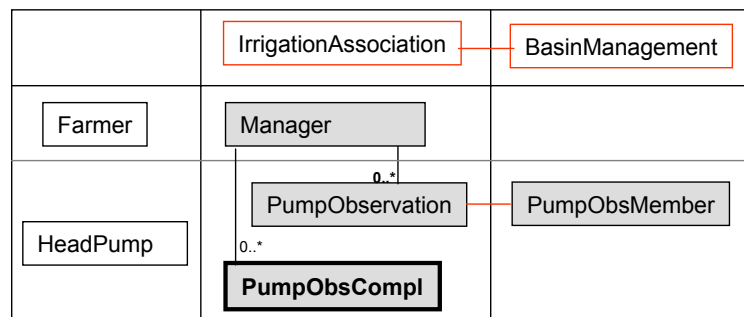 IrrigationAssociation
BasinManagement
Farmer
Manager
0..*
PumpObservation
PumpObsMember
HeadPump
0..*
PumpObsCompl